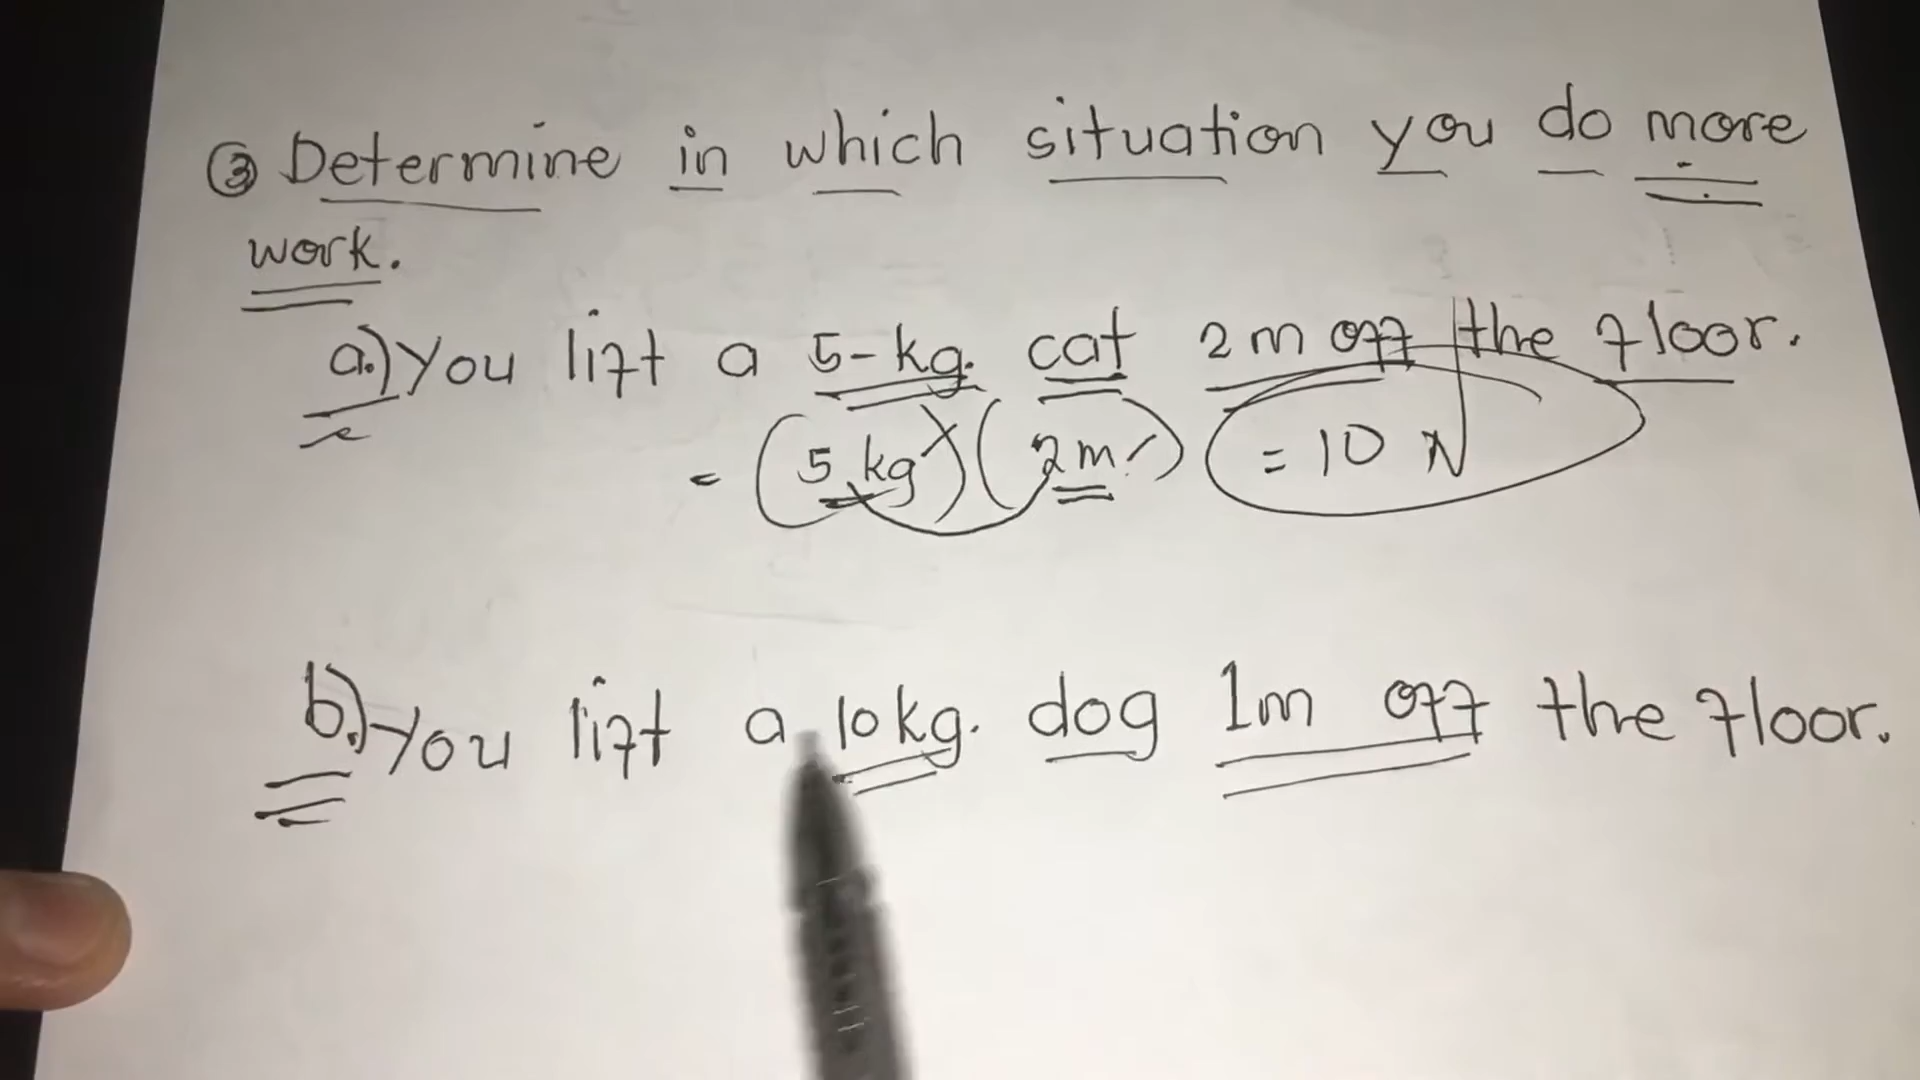 ③ Determine in which situation you do more
work.
a.) You lift a 5-kg. cat 2m off the floor.
= (5 kg)(2m) = 10 N
b.) You lift a 10kg. dog 1m off the floor.